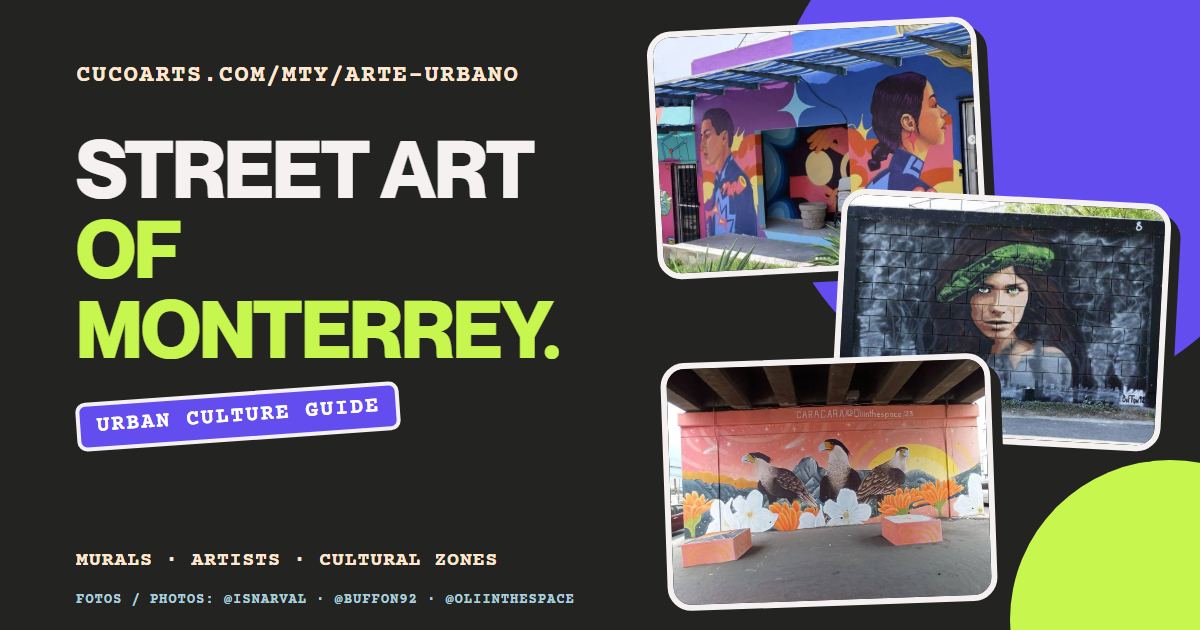 CUCOARTS.COM/MTY/ARTE-URBANO
STREET ART
OF
MONTERREY.
URBAN CULTURE GUIDE
MURALS · ARTISTS · CULTURAL ZONES
FOTOS / PHOTOS: @ISNARVAL · @BUFFON92 · @OLIINTHESPACE
CARACARA@Oliinthespace.23